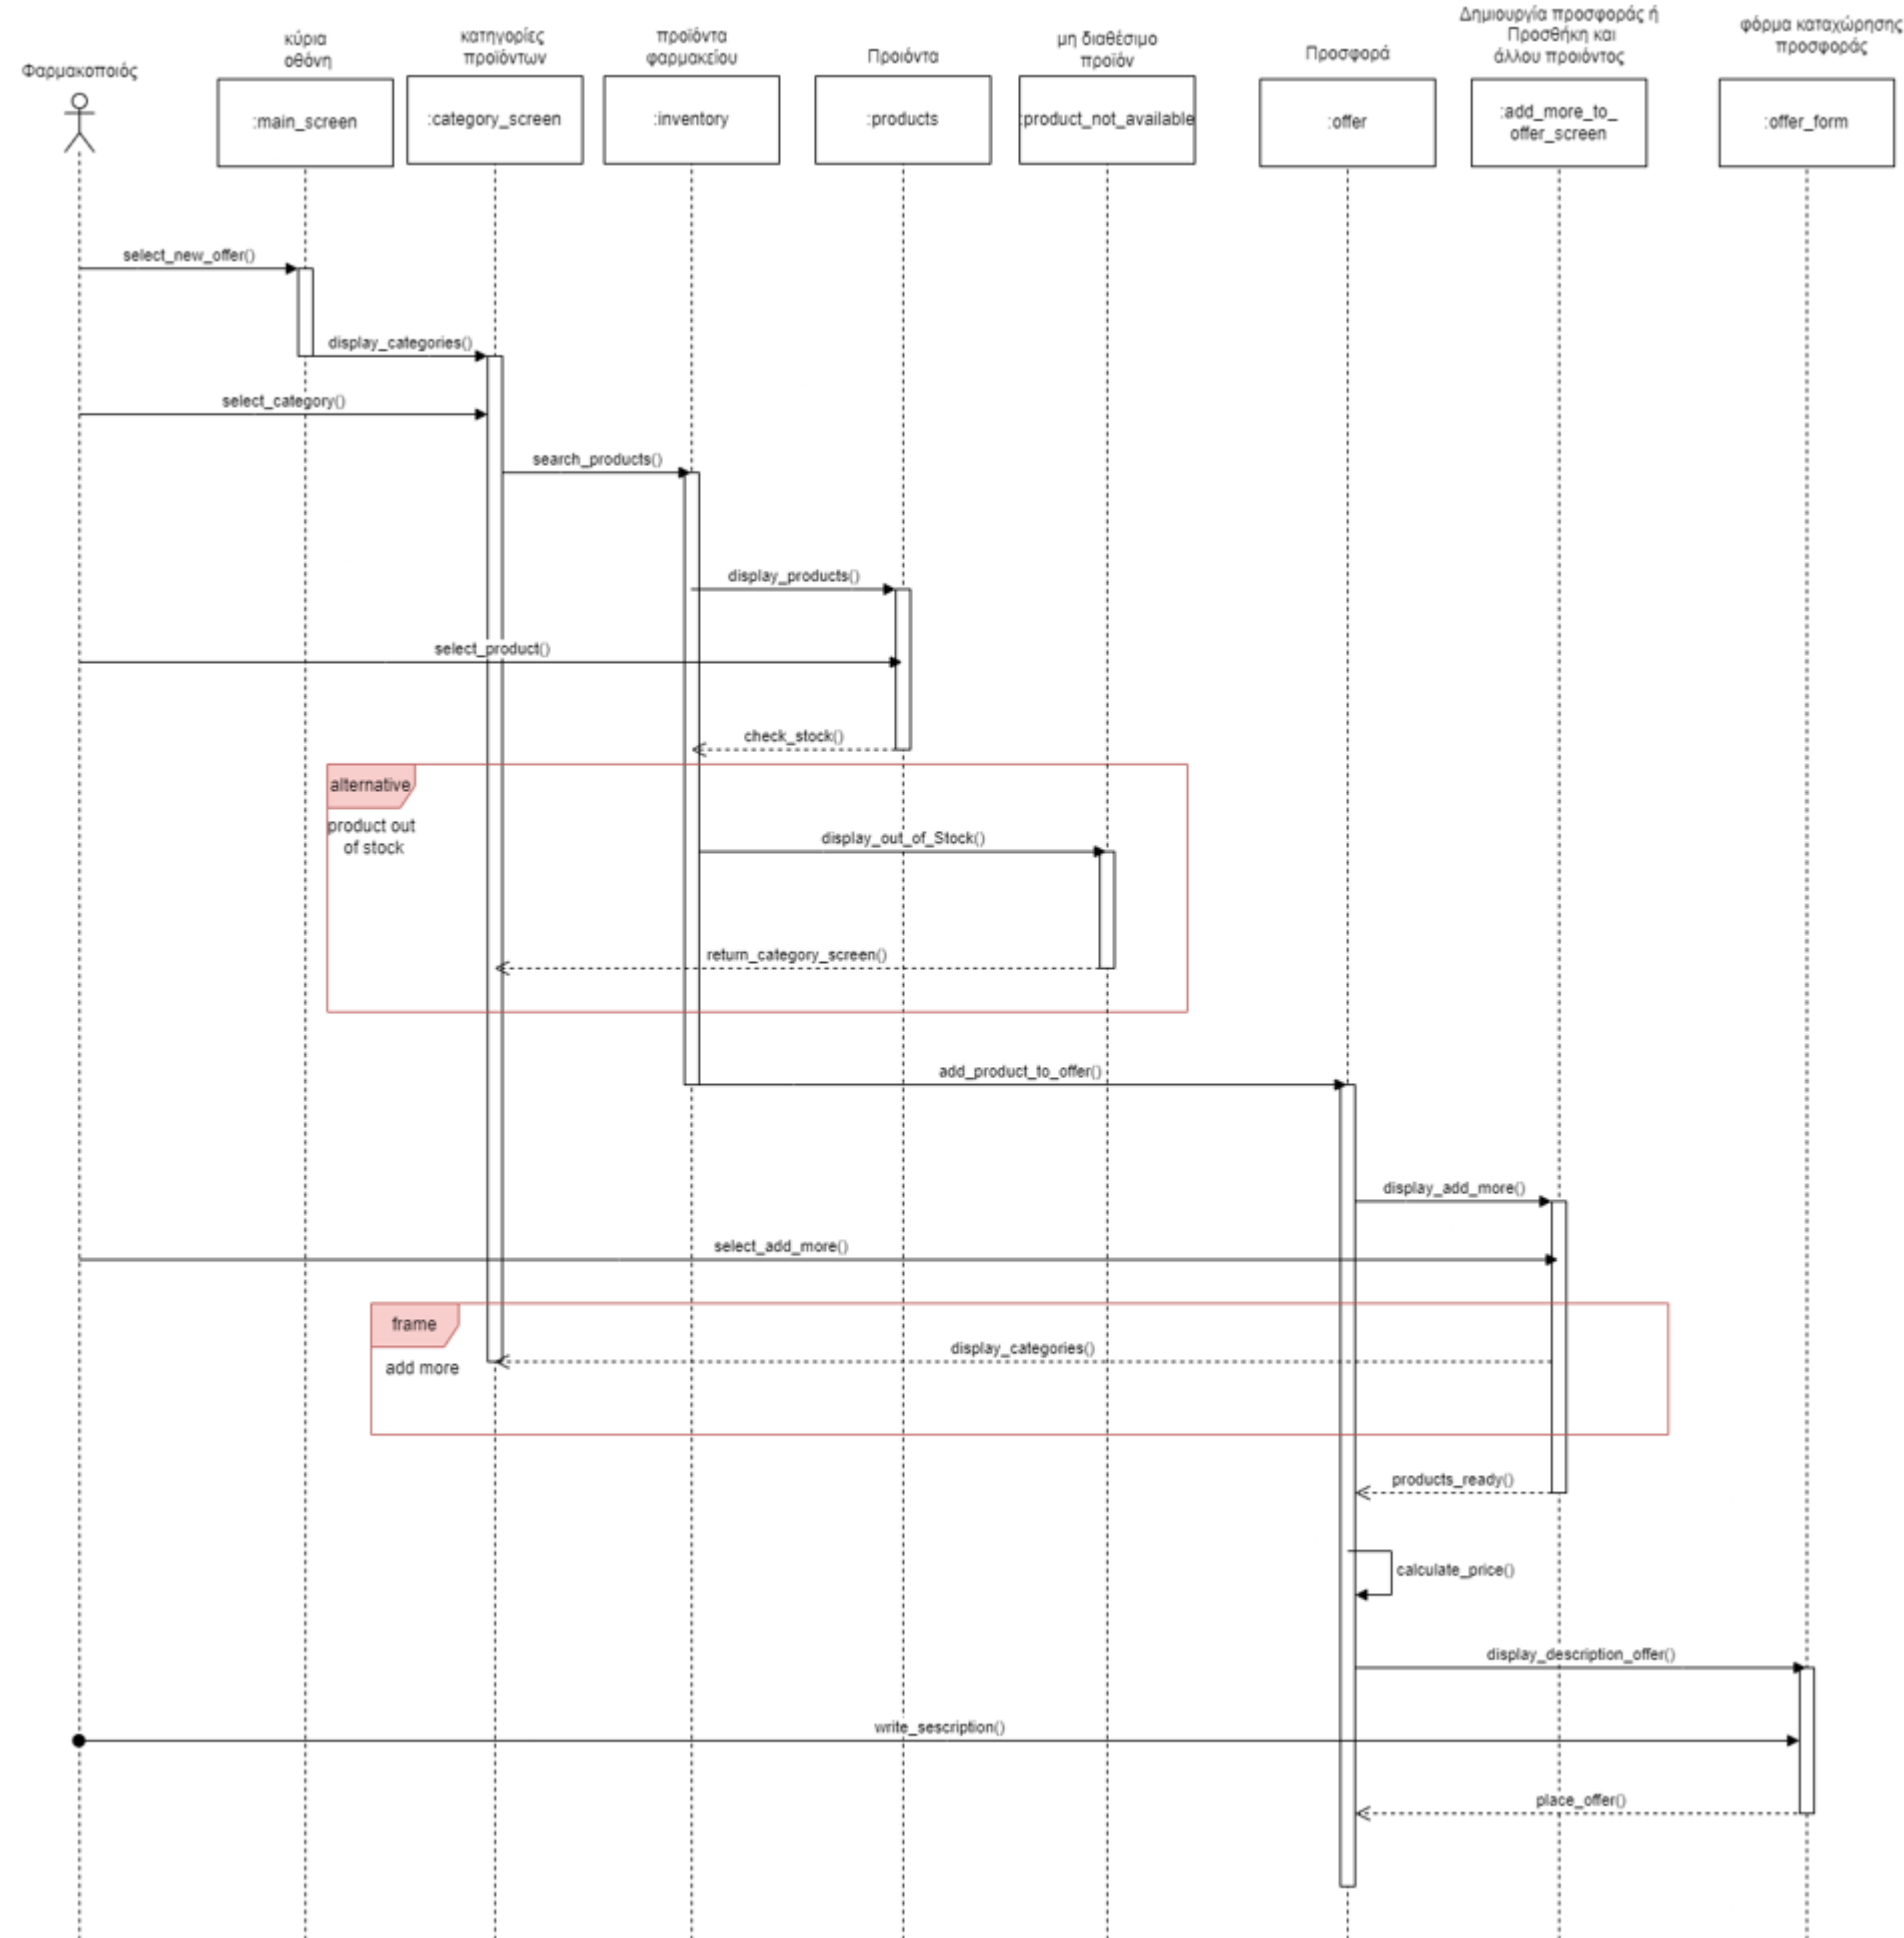 Φαρμακοποιός
κύρια
οθόνη
κατηγορίες
προϊόντων
προϊόντα
φαρμακείου
Προιόντα
μη διαθέσιμο
προϊόν
Προσφορά
Δημιουργία προσφοράς ή
Προσθήκη και
άλλου προιόντος
φόρμα καταχώρησης
προσφοράς
:main_screen
:category_screen
:inventory
:products
:product_not_available
:offer
:add_more_to_
offer_screen
:offer_form
select_new_offer()
display_categories()
select_category()
search_products()
display_products()
select_product()
check_stock()
alternative
product out
of stock
display_out_of_Stock()
return_category_screen()
add_product_to_offer()
display_add_more()
select_add_more()
frame
add more
display_categories()
products_ready()
calculate_price()
display_description_offer()
write_sescription()
place_offer()